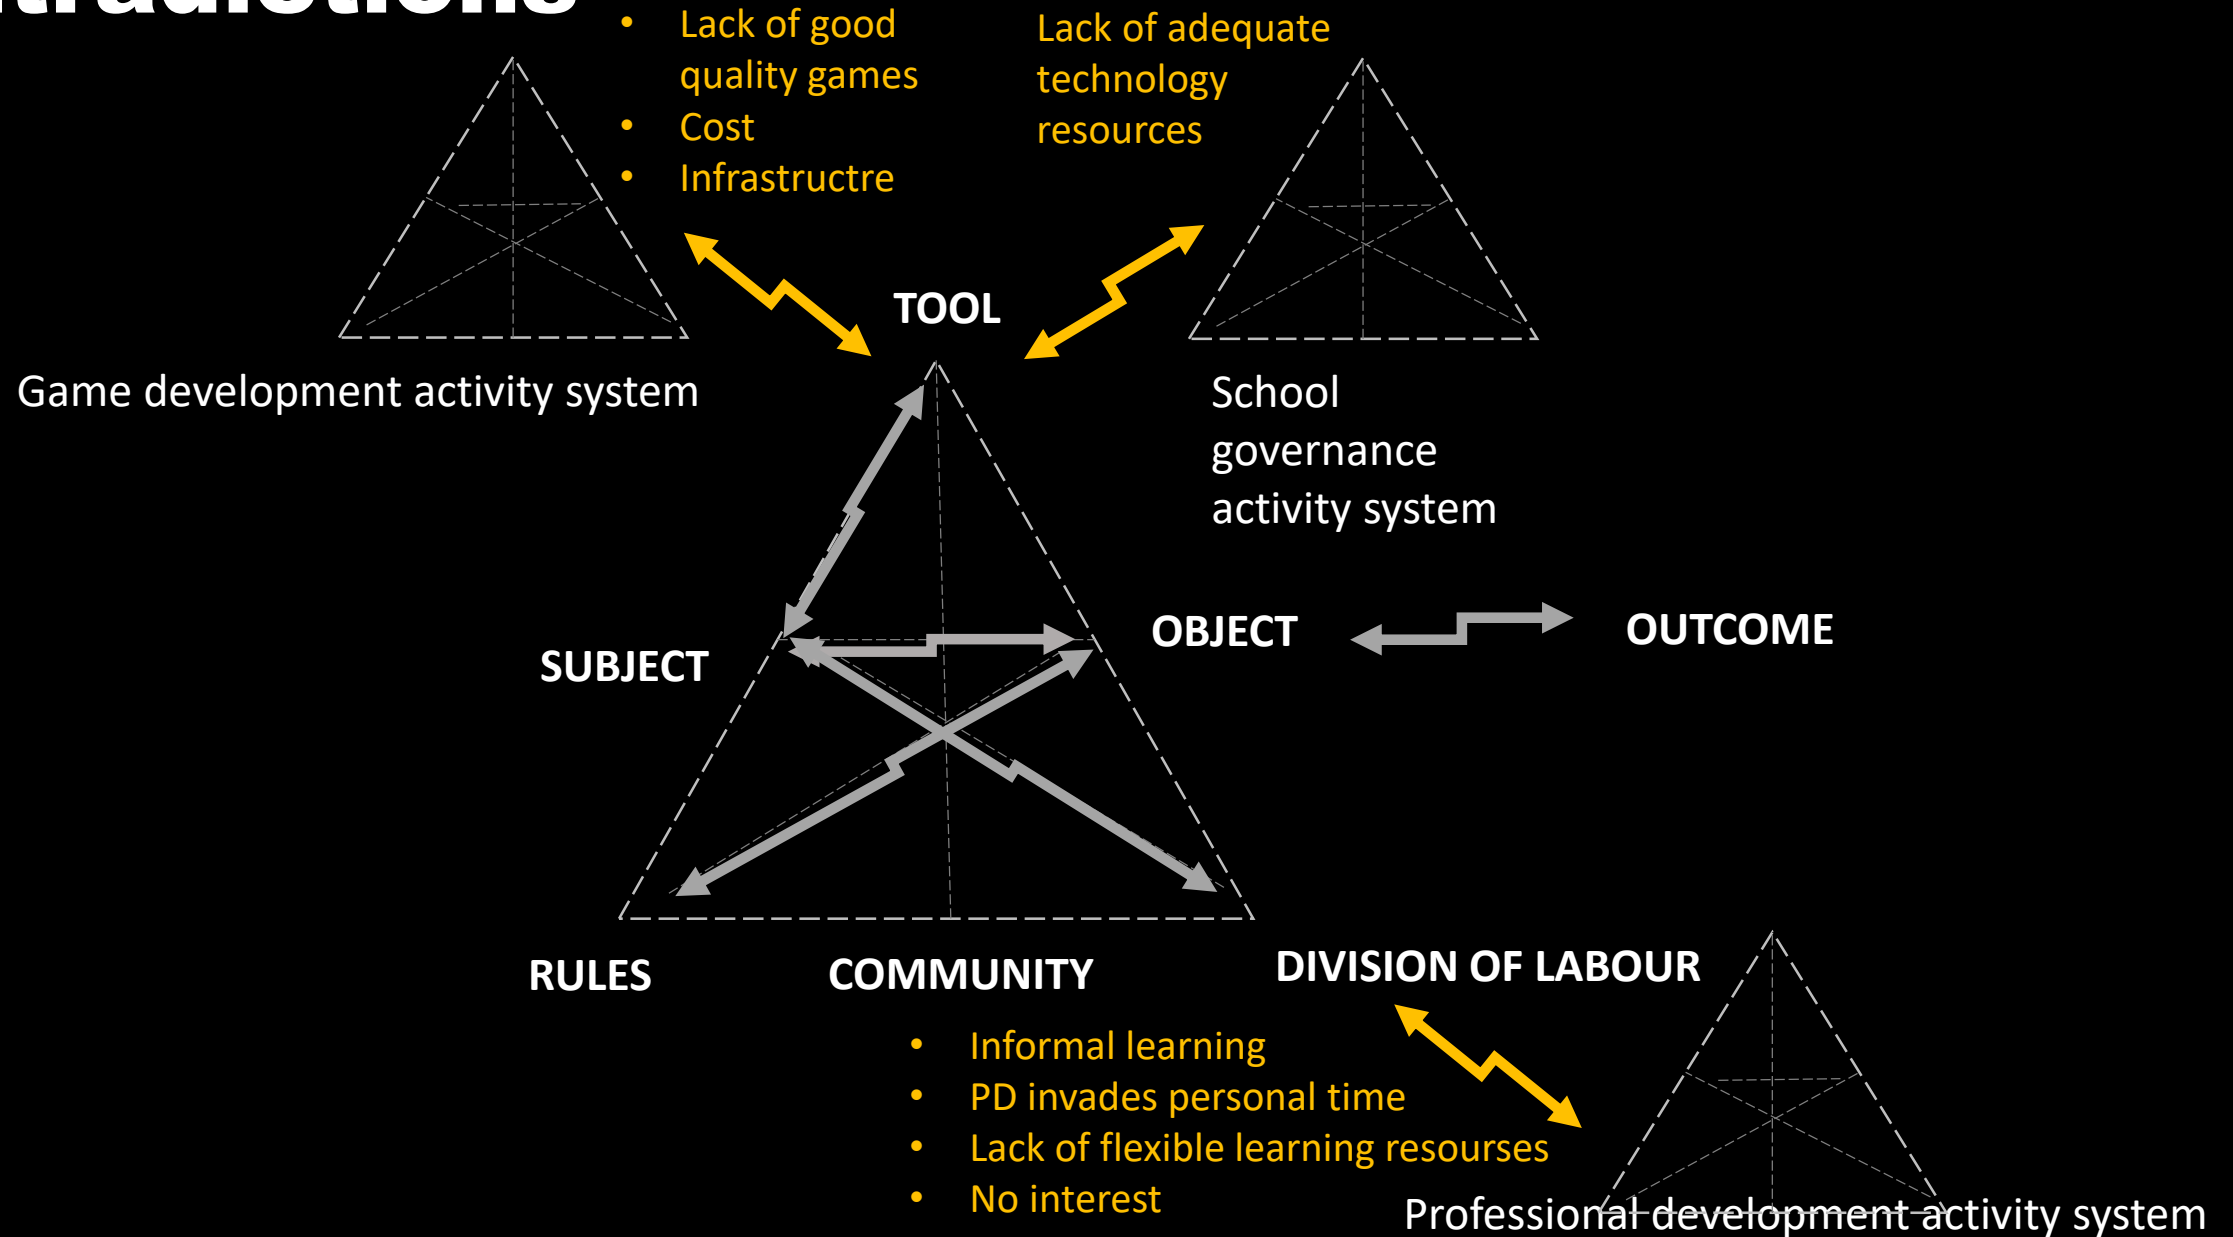 • Lack of good
quality games
• Cost
• Infrastructre
Lack of adequate
technology
resources
Game development activity system
School
governance
activity system
TOOL
SUBJECT
OBJECT
OUTCOME
RULES
COMMUNITY
DIVISION OF LABOUR
• Informal learning
• PD invades personal time
• Lack of flexible learning resourses
• No interest
Professional development activity system